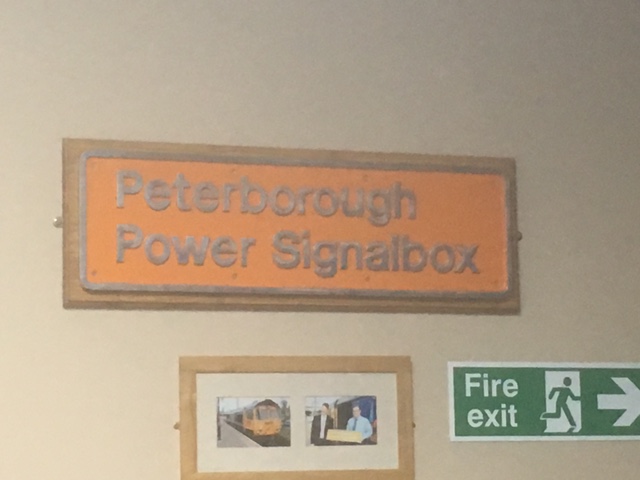 Peterborough
Power Signalbox
Fire
exit